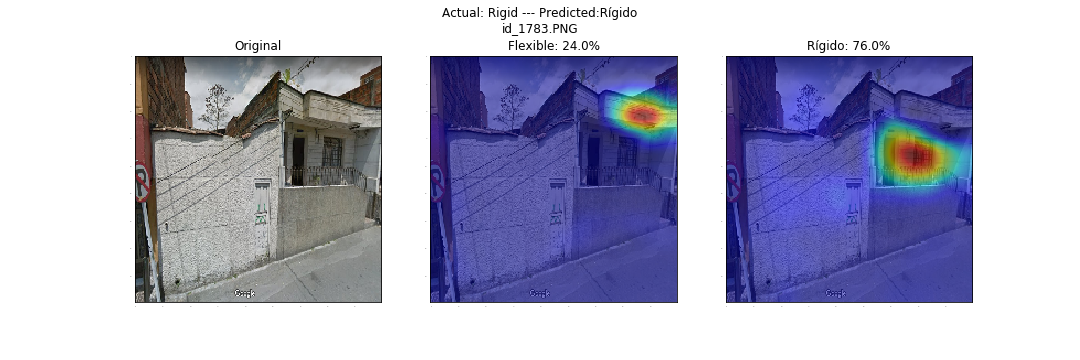 Actual: Rigid --- Predicted:Rígido
id_1783.PNG
Original
Flexible: 24.0%
Rígido: 76.0%
Google
Google
Google